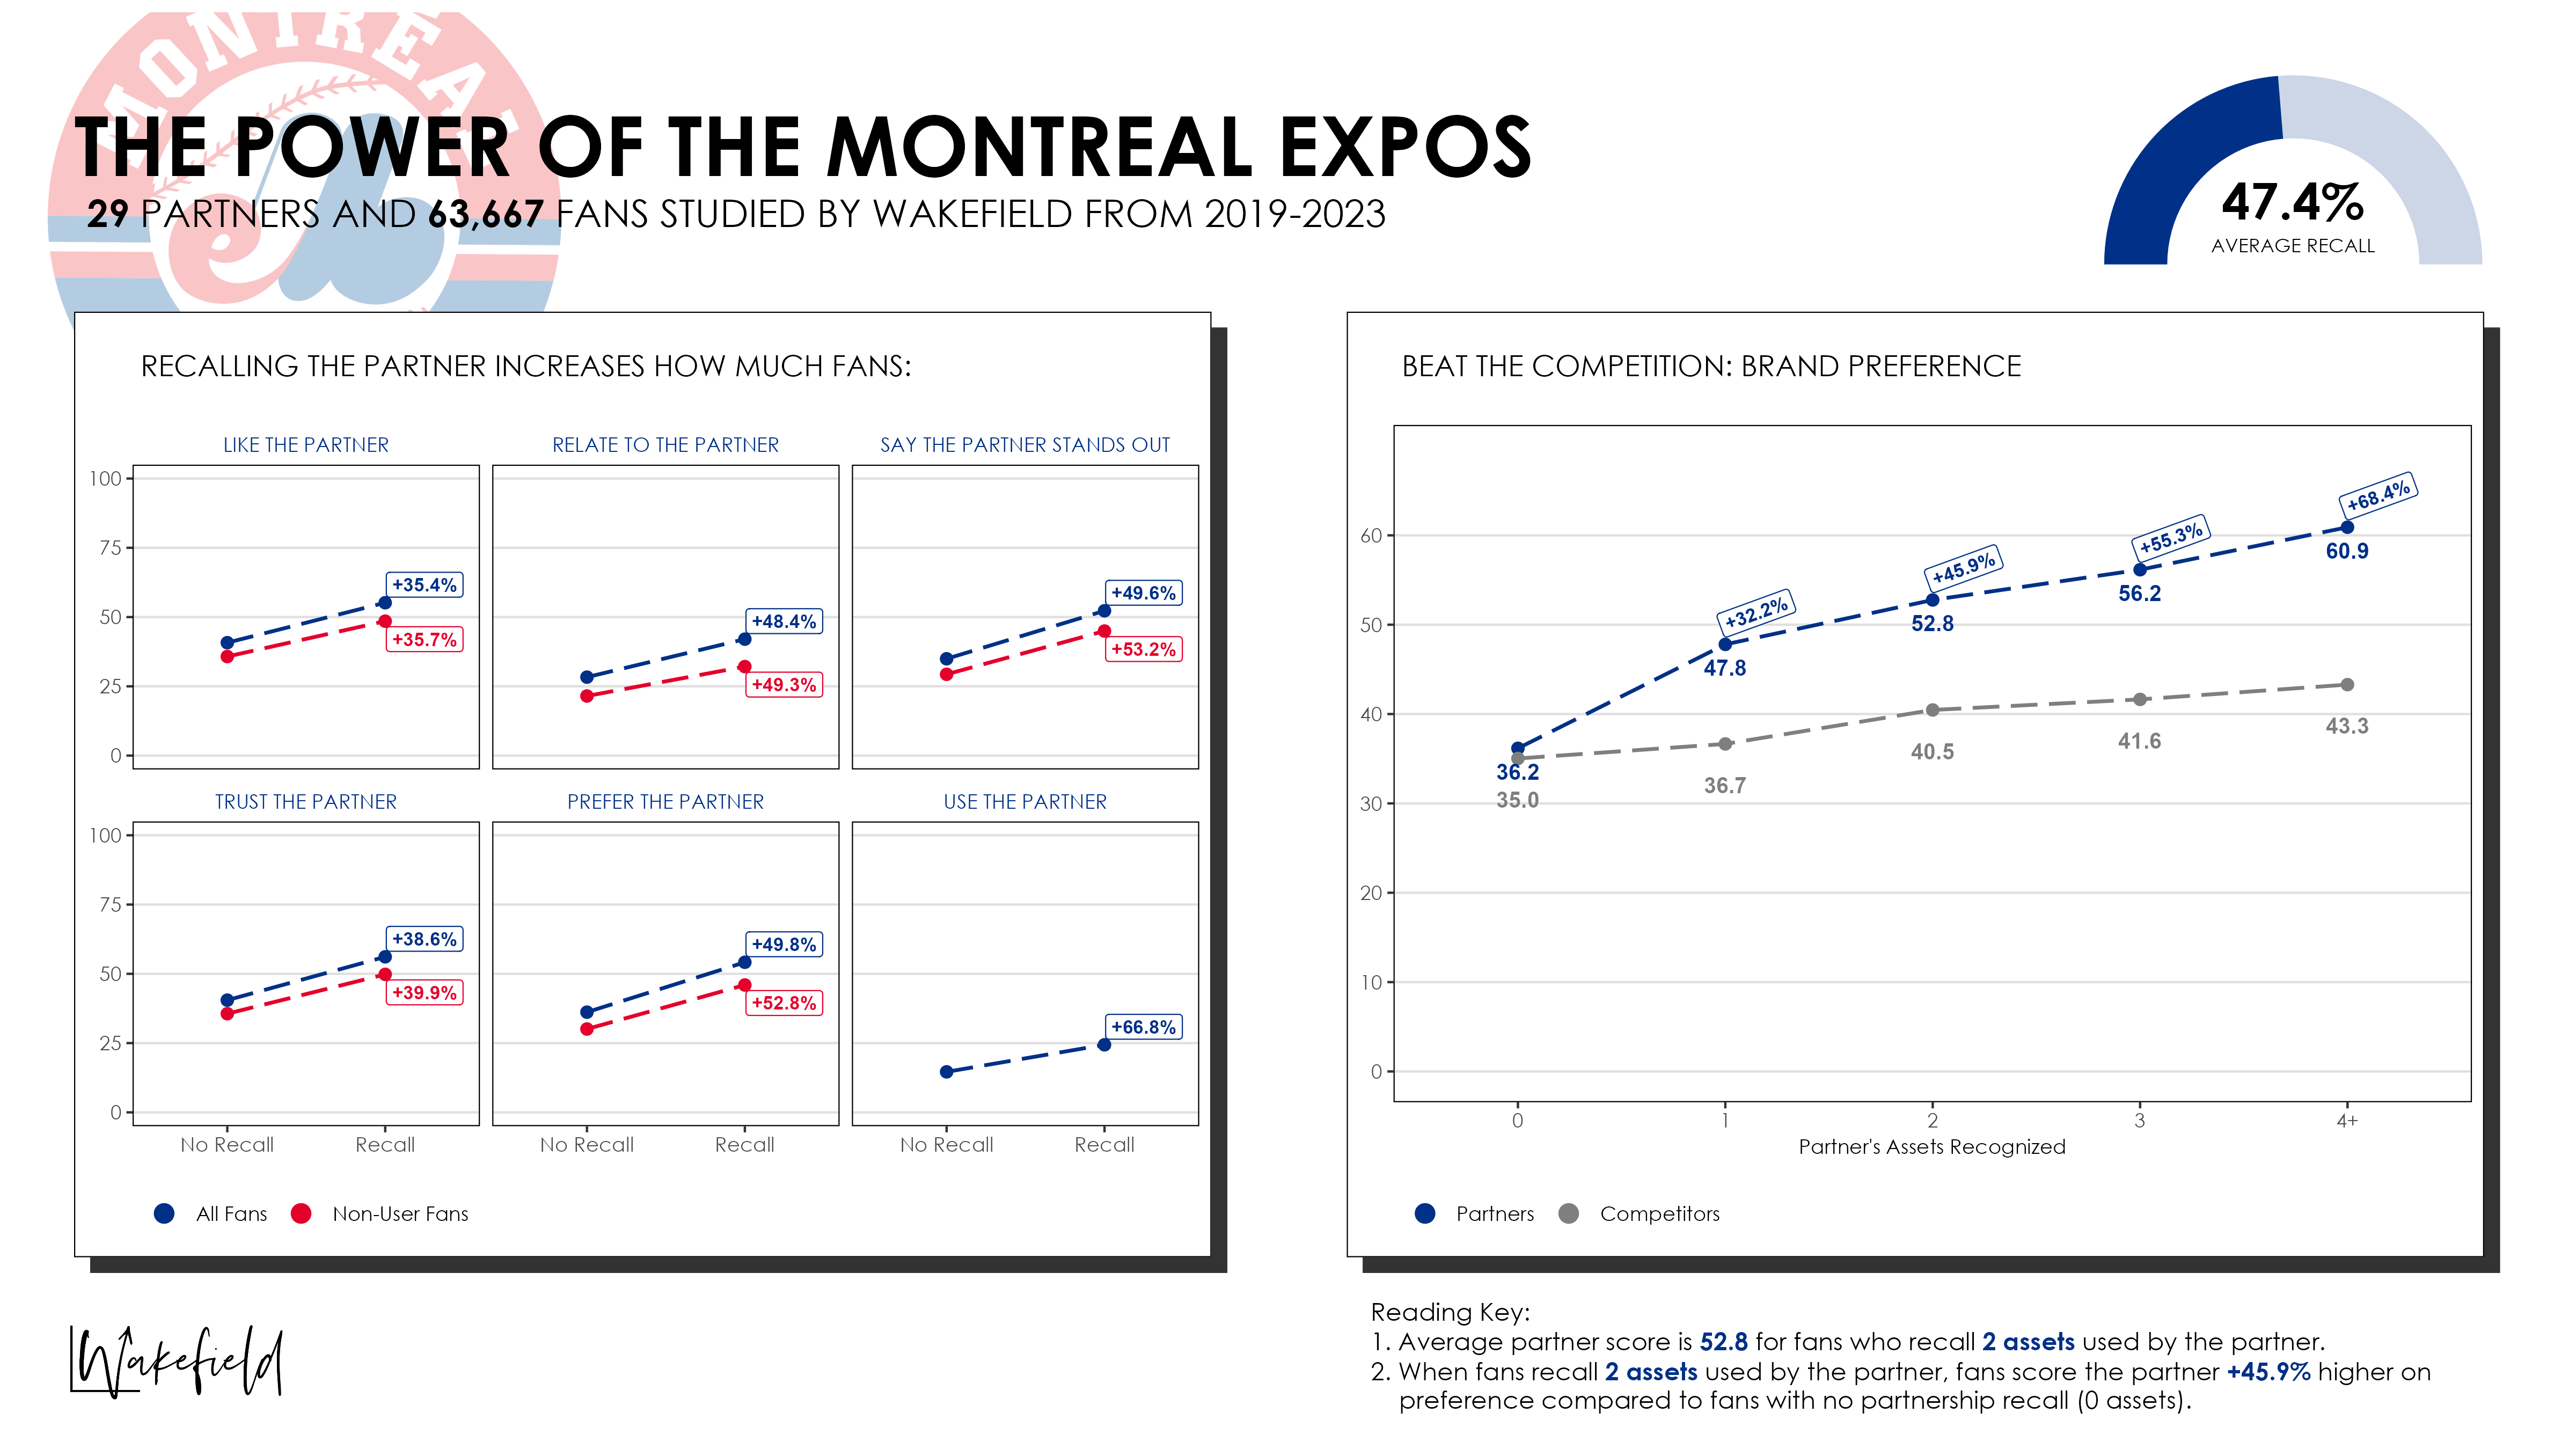 MONTREAL
THE POWER OF THE MONTREAL EXPOS
29 PARTNERS AND 63,667 FANS STUDIED BY WAKEFIELD FROM 2019-2023
47.4%
AVERAGE RECALL
RECALLING THE PARTNER INCREASES HOW MUCH FANS:
LIKE THE PARTNER RELATE TO THE PARTNER SAY THE PARTNER STANDS OUT
100
75
50
25
0
+35.4%
+35.7%
+48.4%
+49.3%
+49.6%
+53.2%
TRUST THE PARTNER PREFER THE PARTNER USE THE PARTNER
100
75
50
25
0
+38.6%
+39.9%
+49.8%
+52.8%
+66.8%
No Recall Recall No Recall Recall No Recall Recall
All Fans Non-User Fans
BEAT THE COMPETITION: BRAND PREFERENCE
60
50
40
30
20
10
0
+32.2%
+45.9%
+55.3%
+68.4%
36.2
47.8
52.8
56.2
60.9
35.0
36.7
40.5
41.6
43.3
0 1 2 3 4+
Partner's Assets Recognized
Partners Competitors
Wakefield
Reading Key:
1. Average partner score is 52.8 for fans who recall 2 assets used by the partner.
2. When fans recall 2 assets used by the partner, fans score the partner +45.9% higher on
preference compared to fans with no partnership recall (0 assets).